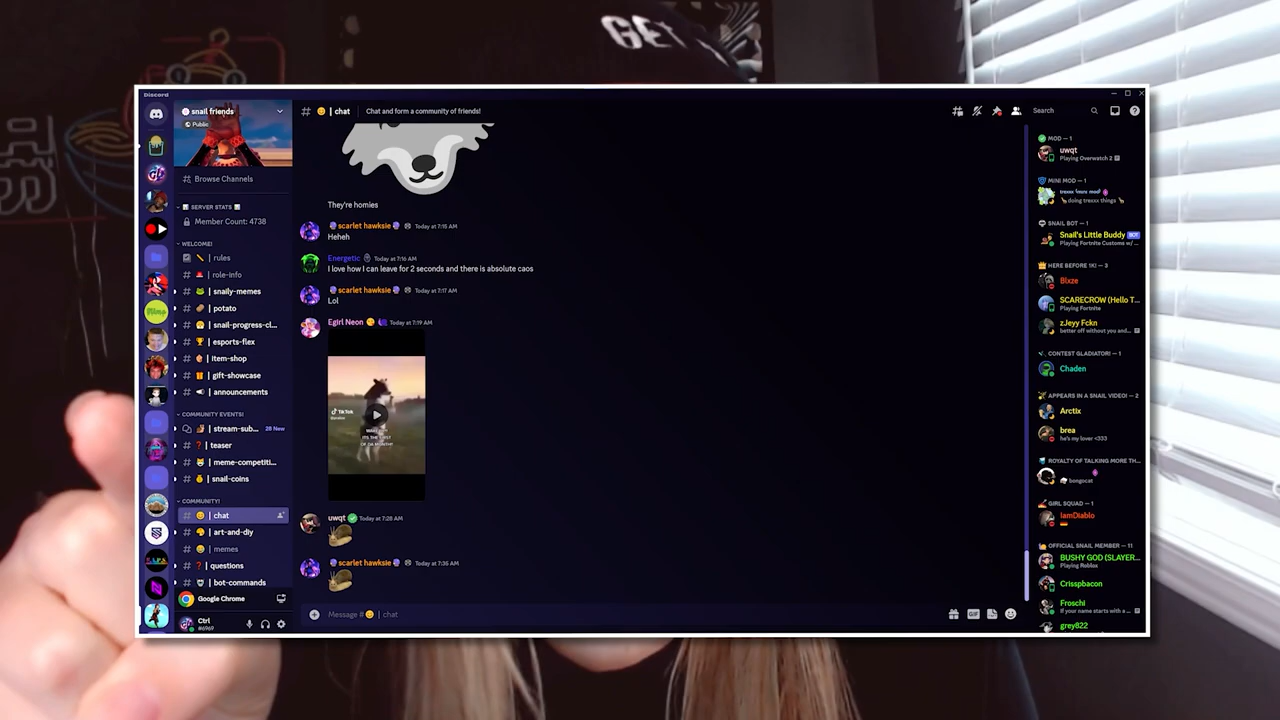 GET
Discord
snail friends
Public
Browse Channels
SERVER STATS
Member Count: 4738
WELCOME!
rules
role-info
snaily-memes
potato
snail-progress-cl...
esports-flex
item-shop
gift-showcase
announcements
COMMUNITY EVENTS!
stream-sub... 28 New
teaser
meme-competiti...
snail-coins
COMMUNITY!
chat
art-and-diy
memes
questions
bot-commands
Google Chrome
Ctrl
#6969
# | chat Chat and form a community of friends!
Search
They're homies
scarlet hawksie Today at 7:15 AM
Heheh
Energetic Today at 7:16 AM
I love how I can leave for 2 seconds and there is absolute caos
scarlet hawksie Today at 7:17 AM
Lol
Egirl Neon Today at 7:19 AM
TikTok
uwqt Today at 7:28 AM
scarlet hawksie Today at 7:36 AM
Message # | chat
GIF
MOD — 1
uwqt
Playing Overwatch 2
MINI MOD — 1
doing trexxx things
SNAIL BOT — 1
Snail's Little Buddy BOT
Playing Fortnite Customs w/ ...
HERE BEFORE 1K! — 3
Blxze
SCARECROW (Hello T...
Playing Fortnite
zJeyy Fckn
better off without you and...
CONTEST GLADIATOR! — 1
Chaden
APPEARS IN A SNAIL VIDEO! — 2
Arctix
brea
he's my lover <333
ROYALTY OF TALKING MORE TH...
bongocat
GIRL SQUAD — 1
IamDiablo
OFFICIAL SNAIL MEMBER — 11
BUSHY GOD (SLAYER...
Playing Roblox
Crisspbacon
Froschi
If your name starts with a ...
grey822